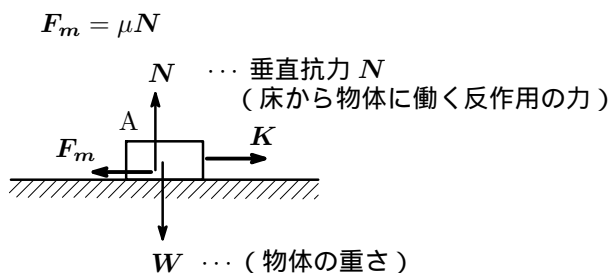 F_m = μN
N ･･･ 垂直抗力 N
（床から物体に働く反作用の力）
A
F_m
K
W ･･･（物体の重さ）